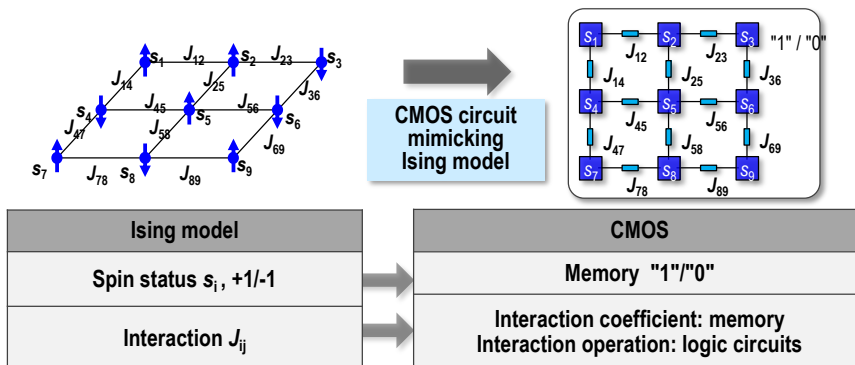 s1 J12 s2 J23 s3
J14 J25 J36
s4 J45 s5 J56 s6
J47 J58 J69
s7 J78 s8 J89 s9
CMOS circuit
mimicking
Ising model
S1 J12 S2 J23 S3 "1" / "0"
J14 J25 J36
S4 J45 S5 J56 S6
J47 J58 J69
S7 J78 S8 J89 S9
Ising model CMOS
Spin status si , +1/-1 Memory "1"/"0"
Interaction Jij Interaction coefficient: memory
Interaction operation: logic circuits